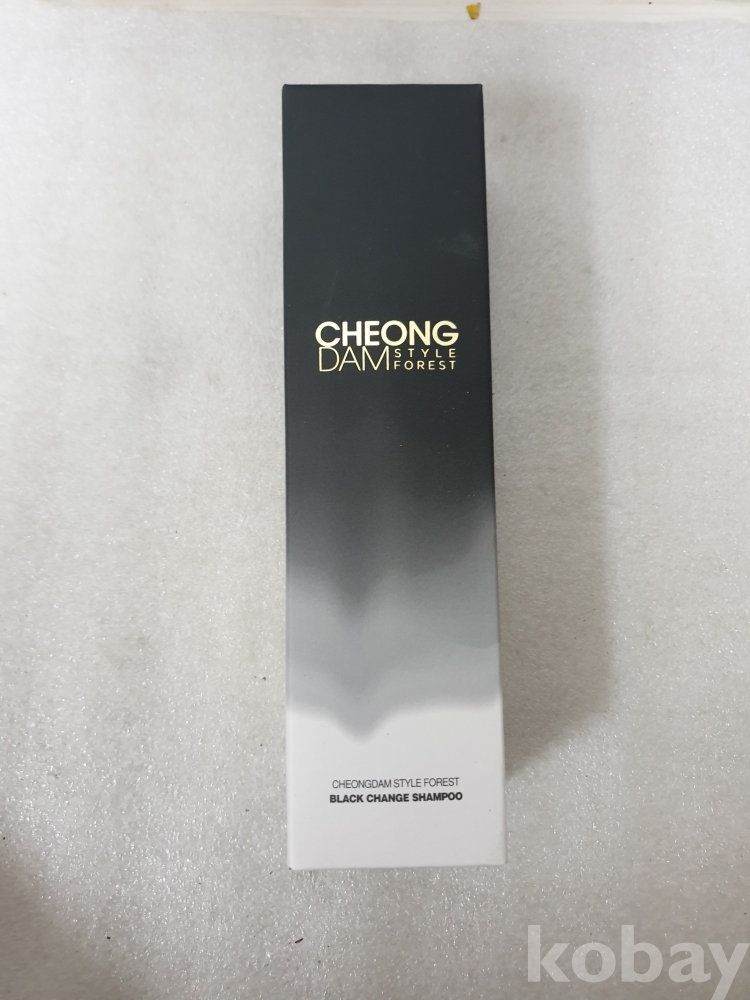 CHEONG
DAM STYLE FOREST
CHEONGDAM STYLE FOREST
BLACK CHANGE SHAMPOO
kobay